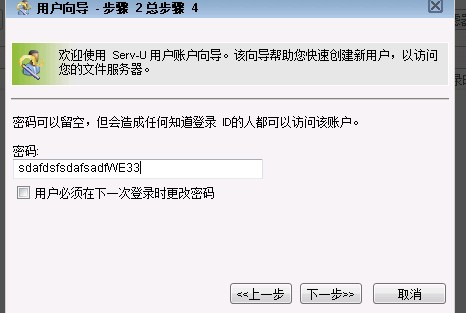 用户向导 - 步骤 2 总步骤 4
欢迎使用 Serv-U 用户账户向导。该向导帮助您快速创建新用户，以访问
您的文件服务器。
密码可以留空，但会造成任何知道登录 ID的人都可以访问该账户。
密码:
sdafdsfsdafsadfWE33
用户必须在下一次登录时更改密码
<<上一步 下一步>> 取消